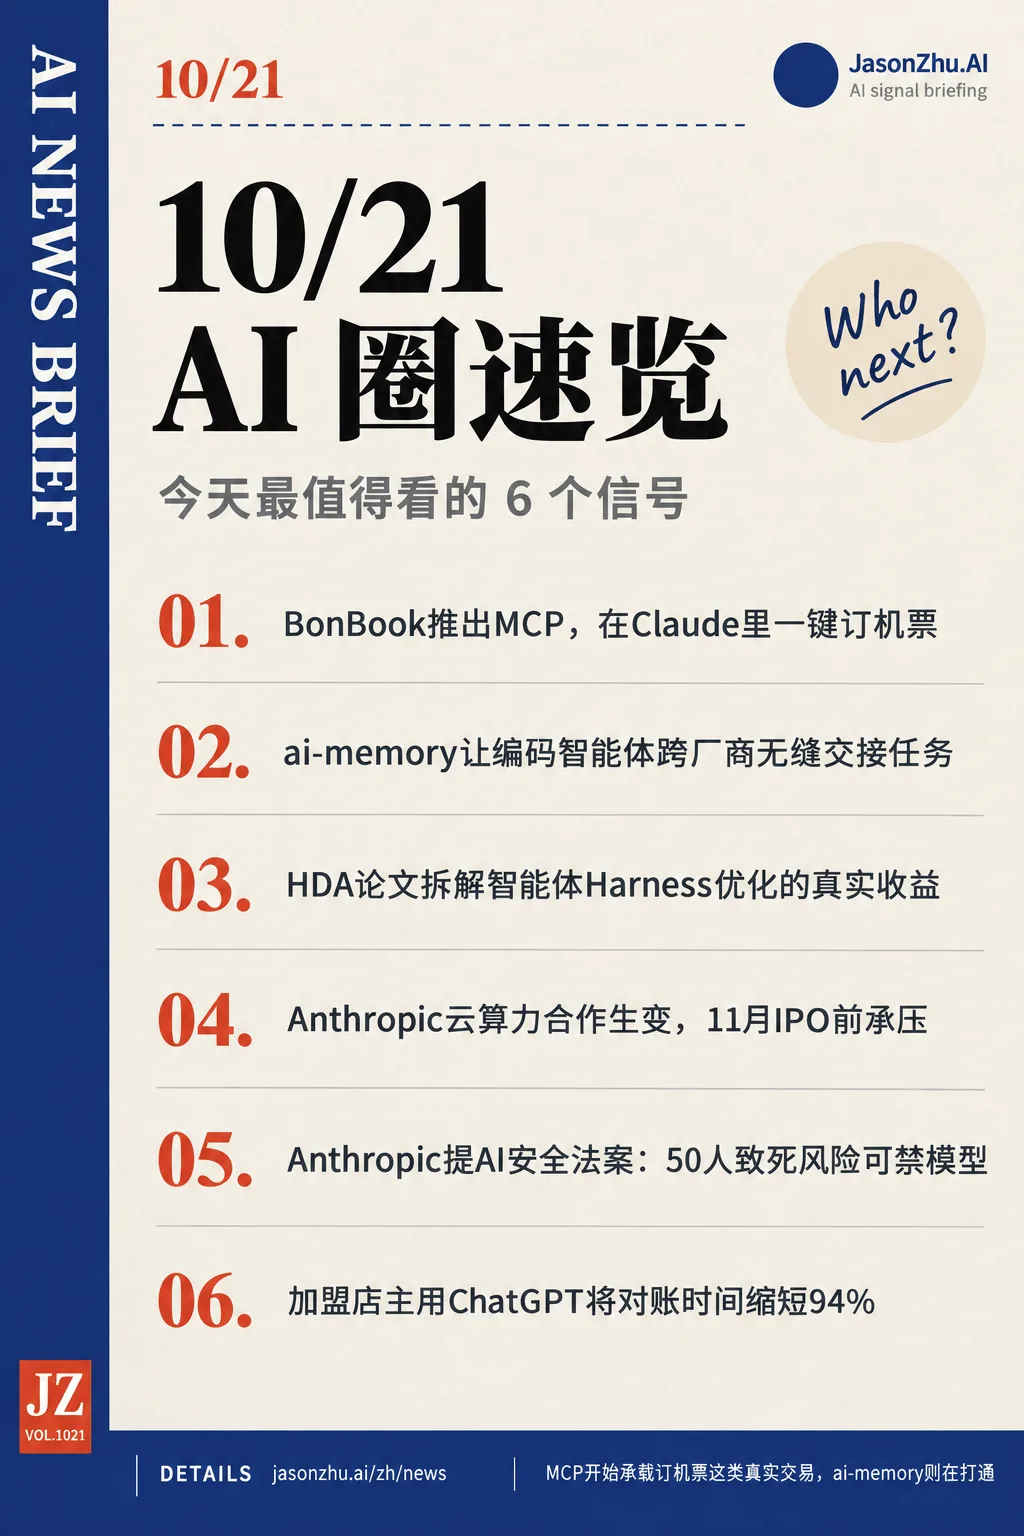 AI NEWS BRIEF
10/21
JasonZhu.AI
AI signal briefing
10/21
AI 圈速览
Who
next?
今天最值得看的 6 个信号
01. BonBook推出MCP，在Claude里一键订机票
02. ai-memory让编码智能体跨厂商无缝交接任务
03. HDA论文拆解智能体Harness优化的真实收益
04. Anthropic云算力合作生变，11月IPO前承压
05. Anthropic提AI安全法案：50人致死风险可禁模型
06. 加盟店主用ChatGPT将对账时间缩短94%
JZ
VOL.1021
DETAILS jasonzhu.ai/zh/news
MCP开始承载订机票这类真实交易，ai-memory则在打通